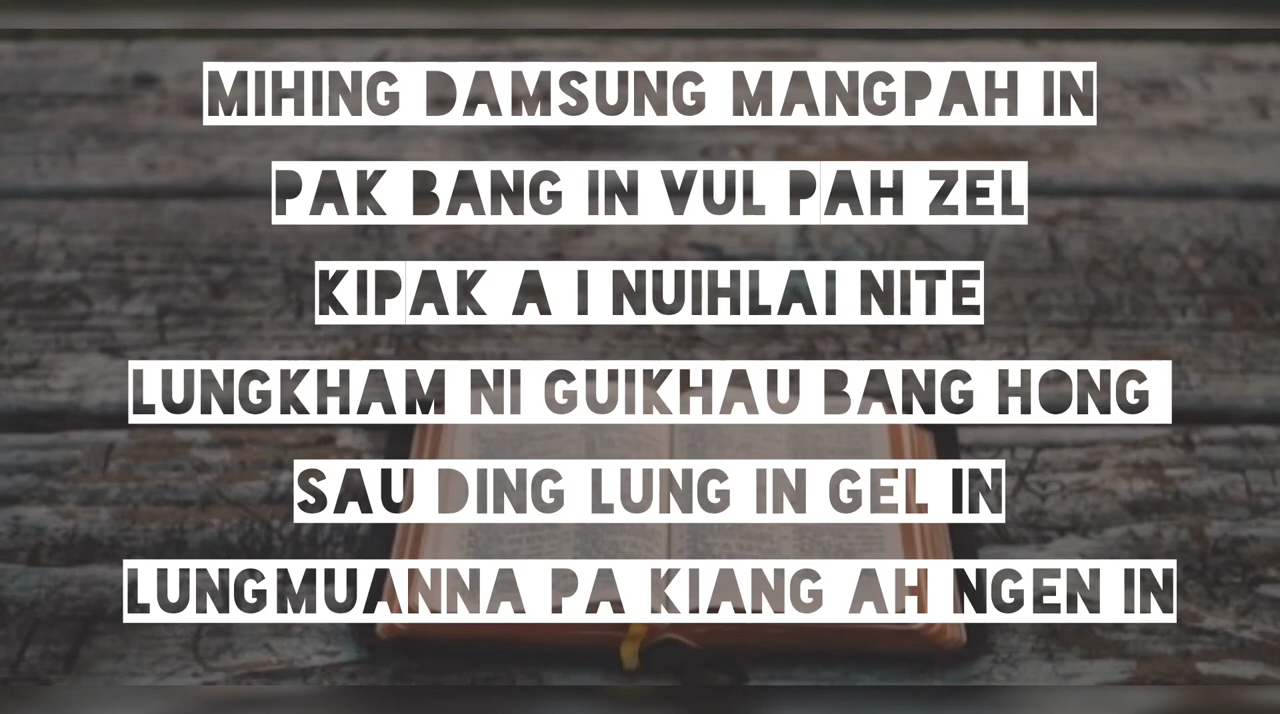 MIHING DAMSUNG MANGPAH IN
PAK BANG IN VUL PAH ZEL
KIPAK A I NUIHLAI NITE
LUNGKHAM NI GUIKHAU BANG HONG
SAU DING LUNG IN GEL IN
LUNGMUANNA PA KIANG AH NGEN IN